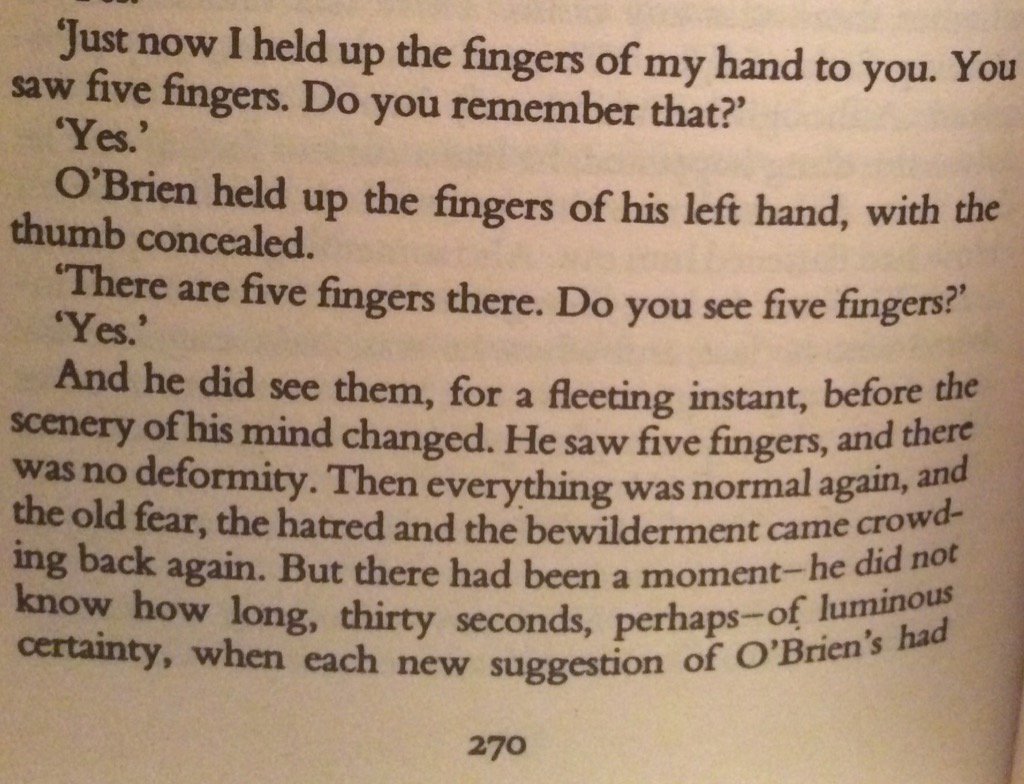 'Just now I held up the fingers of my hand to you. You
saw five fingers. Do you remember that?'
'Yes.'
O'Brien held up the fingers of his left hand, with the
thumb concealed.
'There are five fingers there. Do you see five fingers?'
'Yes.'
And he did see them, for a fleeting instant, before the
scenery of his mind changed. He saw five fingers, and there
was no deformity. Then everything was normal again, and
the old fear, the hatred and the bewilderment came crowd-
ing back again. But there had been a moment—he did not
know how long, thirty seconds, perhaps—of luminous
certainty, when each new suggestion of O'Brien's had
270